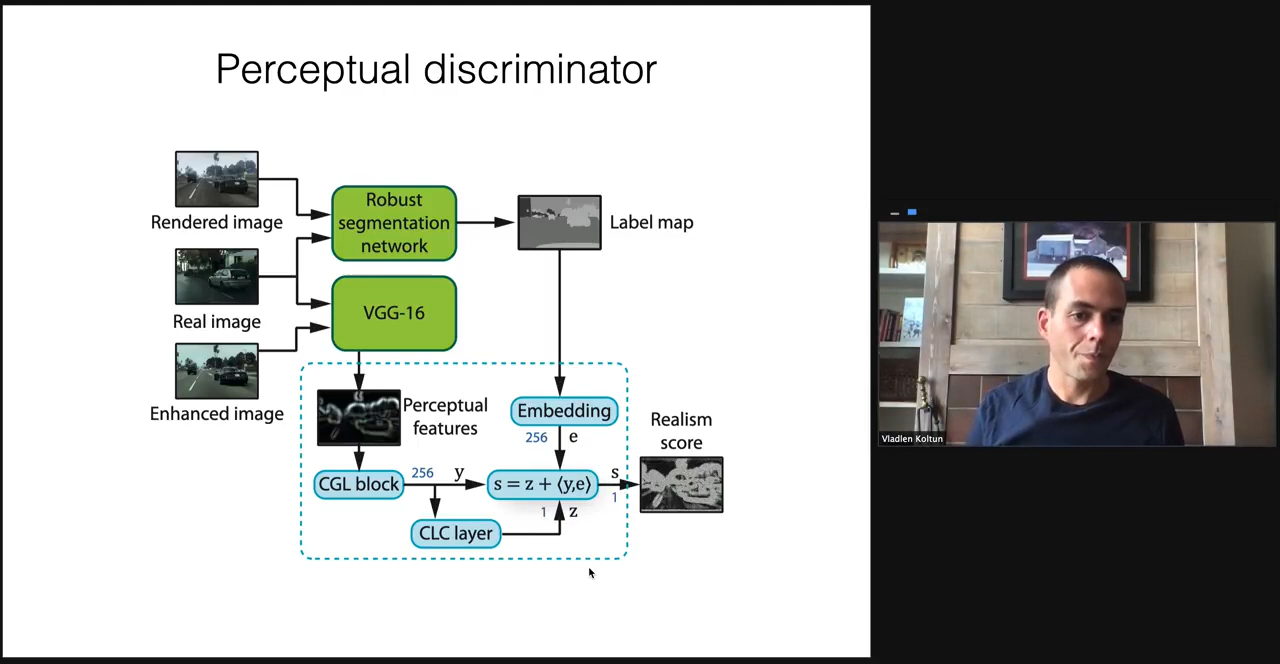 Perceptual discriminator
Rendered image
Real image
Enhanced image
Robust
segmentation
network
VGG-16
Label map
Perceptual
features
Embedding
256
e
Realism
score
CGL block
256
y
s = z + ⟨y,e⟩
s
1
1
z
CLC layer
Vladlen Koltun